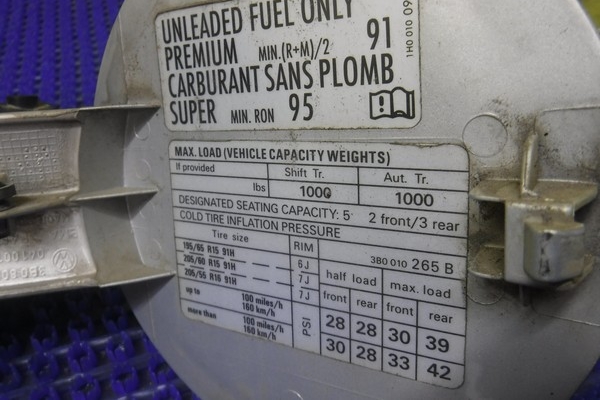 UNLEADED FUEL ONLY
PREMIUM MIN.(R+M)/2 91
CARBURANT SANS PLOMB
SUPER MIN. RON 95
1H0 010 09
MAX. LOAD (VEHICLE CAPACITY WEIGHTS)
If provided Shift Tr. Aut. Tr.
lbs 1000 1000
DESIGNATED SEATING CAPACITY: 5 2 front/3 rear
COLD TIRE INFLATION PRESSURE
3B0 010 265 B
Tire size RIM
195/65 R15 91H 6J
205/60 R15 91H 7J
205/55 R16 91H 7J
half load max. load
front rear front rear
up to 100 miles/h 160 km/h PSI 28 28 30 39
more than 100 miles/h 160 km/h 30 28 33 42